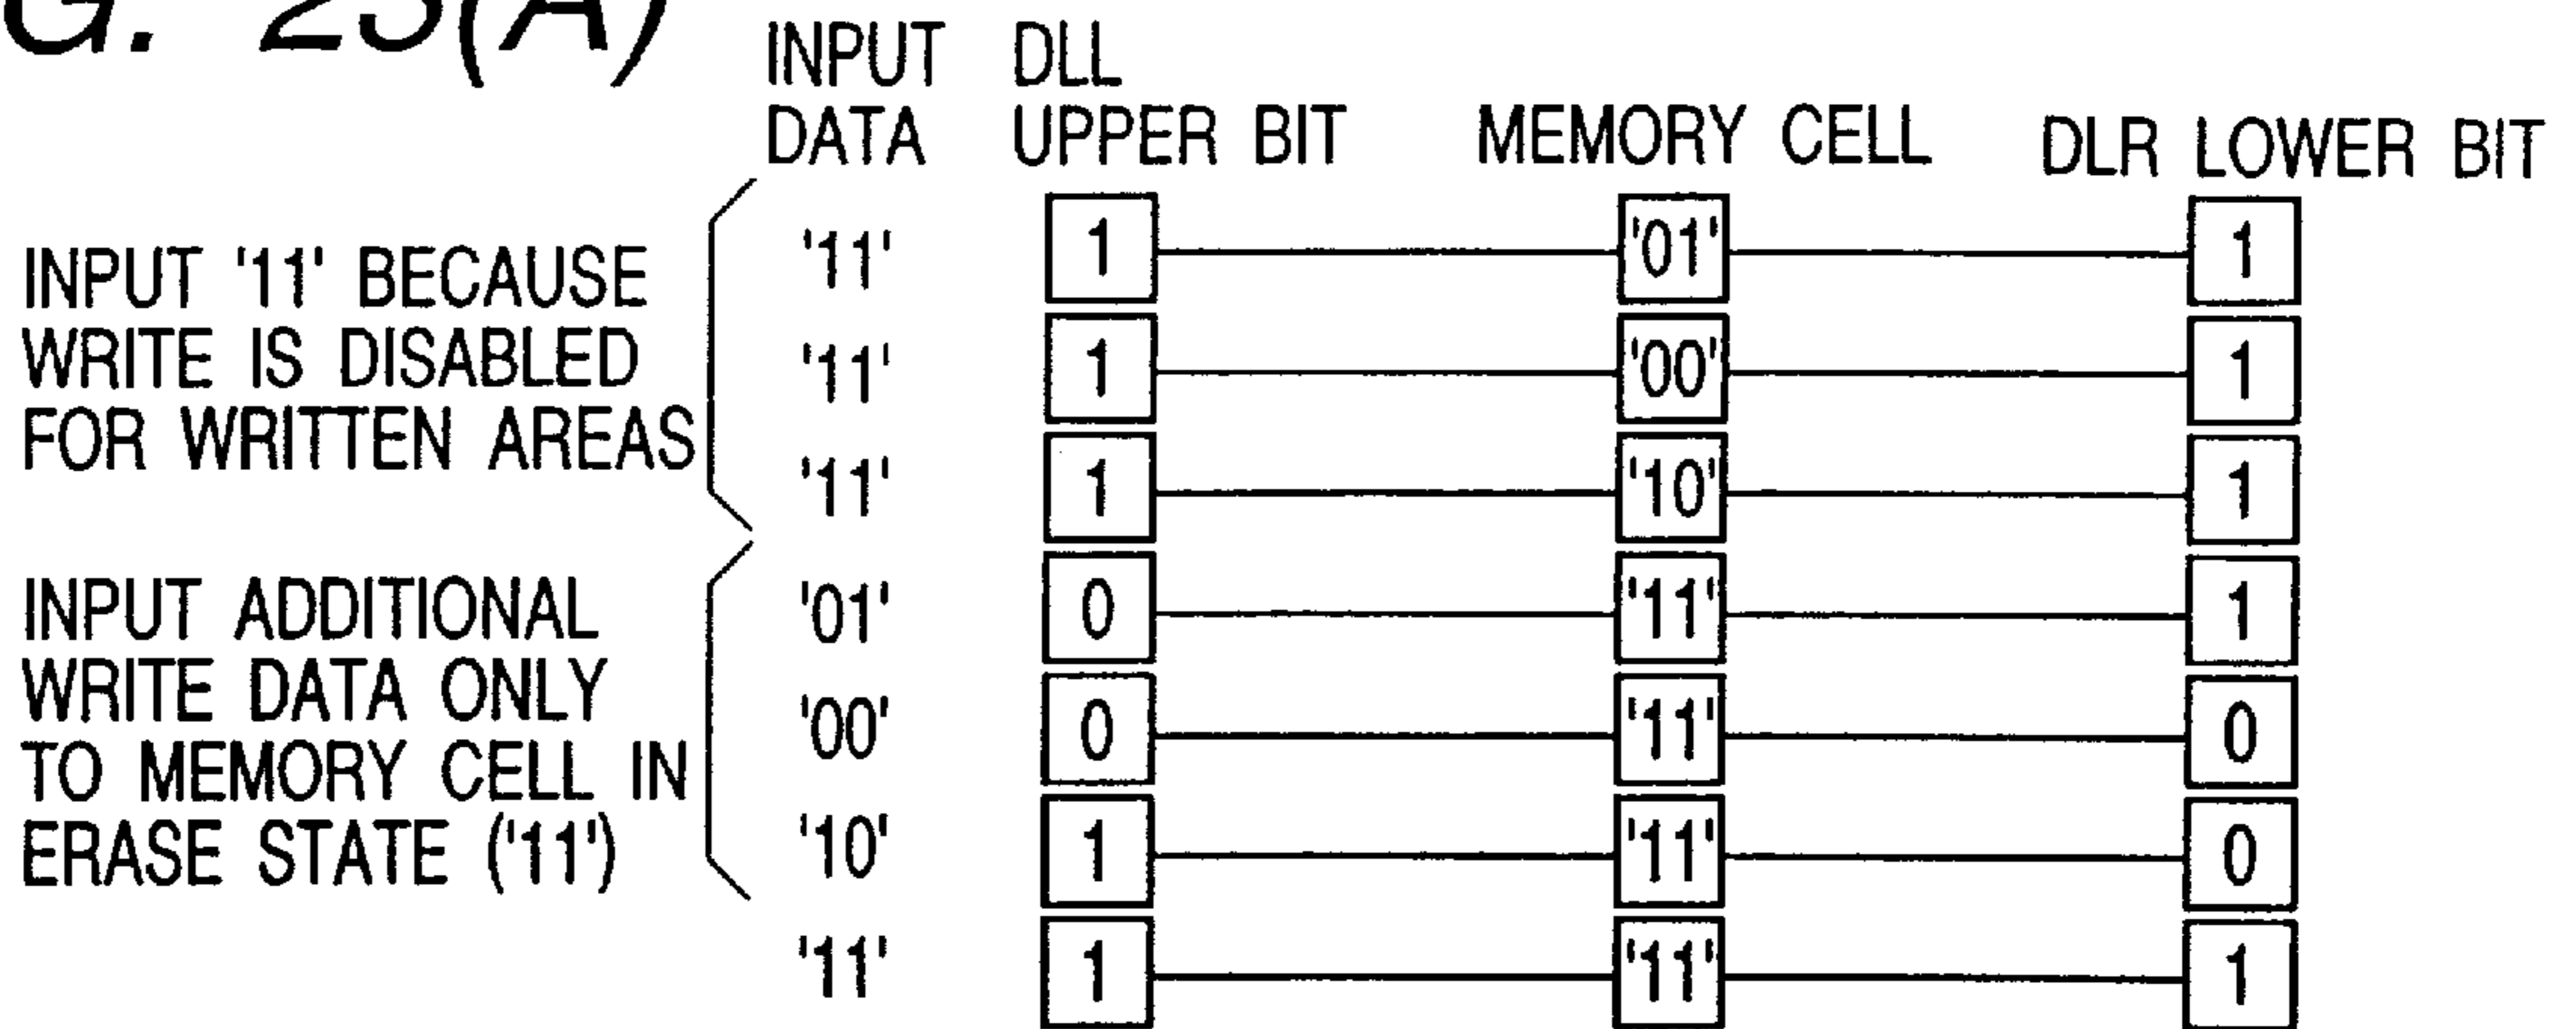 G. 23(A)
INPUT DLL
DATA UPPER BIT MEMORY CELL DLR LOWER BIT
INPUT '11' BECAUSE
WRITE IS DISABLED
FOR WRITTEN AREAS
'11' 1 '01' 1
'11' 1 '00' 1
'11' 1 '10' 1
INPUT ADDITIONAL
WRITE DATA ONLY
TO MEMORY CELL IN
ERASE STATE ('11')
'01' 0 '11' 1
'00' 0 '11' 0
'10' 1 '11' 0
'11' 1 '11' 1